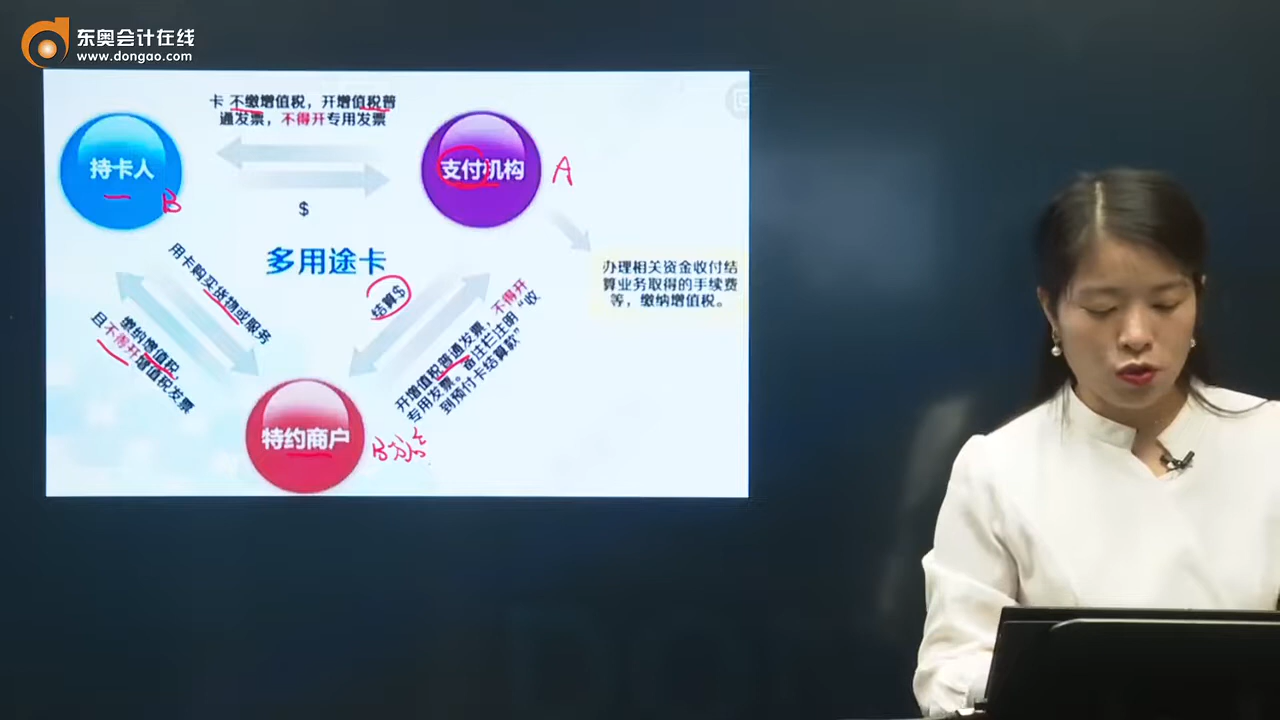 东奥会计在线
www.dongao.com
卡 不缴增值税，开增值税普
通发票，不得开专用发票
持卡人
支付机构
A
B
$
多用途卡
用卡购买货物或服务
缴纳增值税，
且不得开增值税发票
结算$
开增值税普通发票，不得开
专用发票。备注栏注明“收
到预付卡结算款”
办理相关资金收付结
算业务取得的手续费
等，缴纳增值税。
特约商户